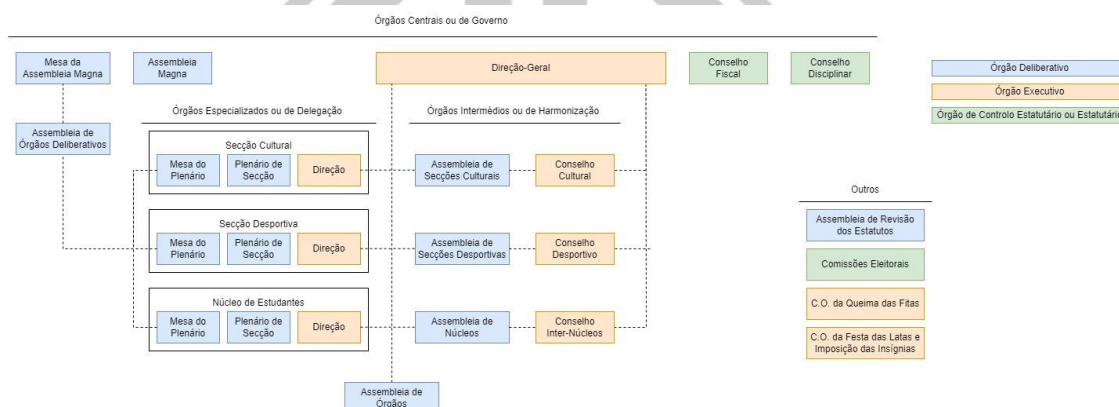 Órgãos Centrais ou de Governo
Mesa da
Assembleia Magna
Assembleia
Magna
Direção-Geral
Conselho
Fiscal
Conselho
Disciplinar
Órgão Deliberativo
Órgão Executivo
Órgão de Controlo Estatutário ou Estatutário
Órgãos Especializados ou de Delegação
Órgãos Intermédios ou de Harmonização
Assembleia de
Órgãos Deliberativos
Secção Cultural
Mesa do
Plenário
Plenário de
Secção
Direção
Assembleia de
Secções Culturais
Conselho
Cultural
Secção Desportiva
Mesa do
Plenário
Plenário de
Secção
Direção
Assembleia de
Secções Desportivas
Conselho
Desportivo
Núcleo de Estudantes
Mesa do
Plenário
Plenário de
Secção
Direção
Assembleia de
Núcleos
Conselho
Inter-Núcleos
Assembleia de
Órgãos
Outros
Assembleia de Revisão
dos Estatutos
Comissões Eleitorais
C.O. da Queima das Fitas
C.O. da Festa das Latas e
Imposição das Insígnias